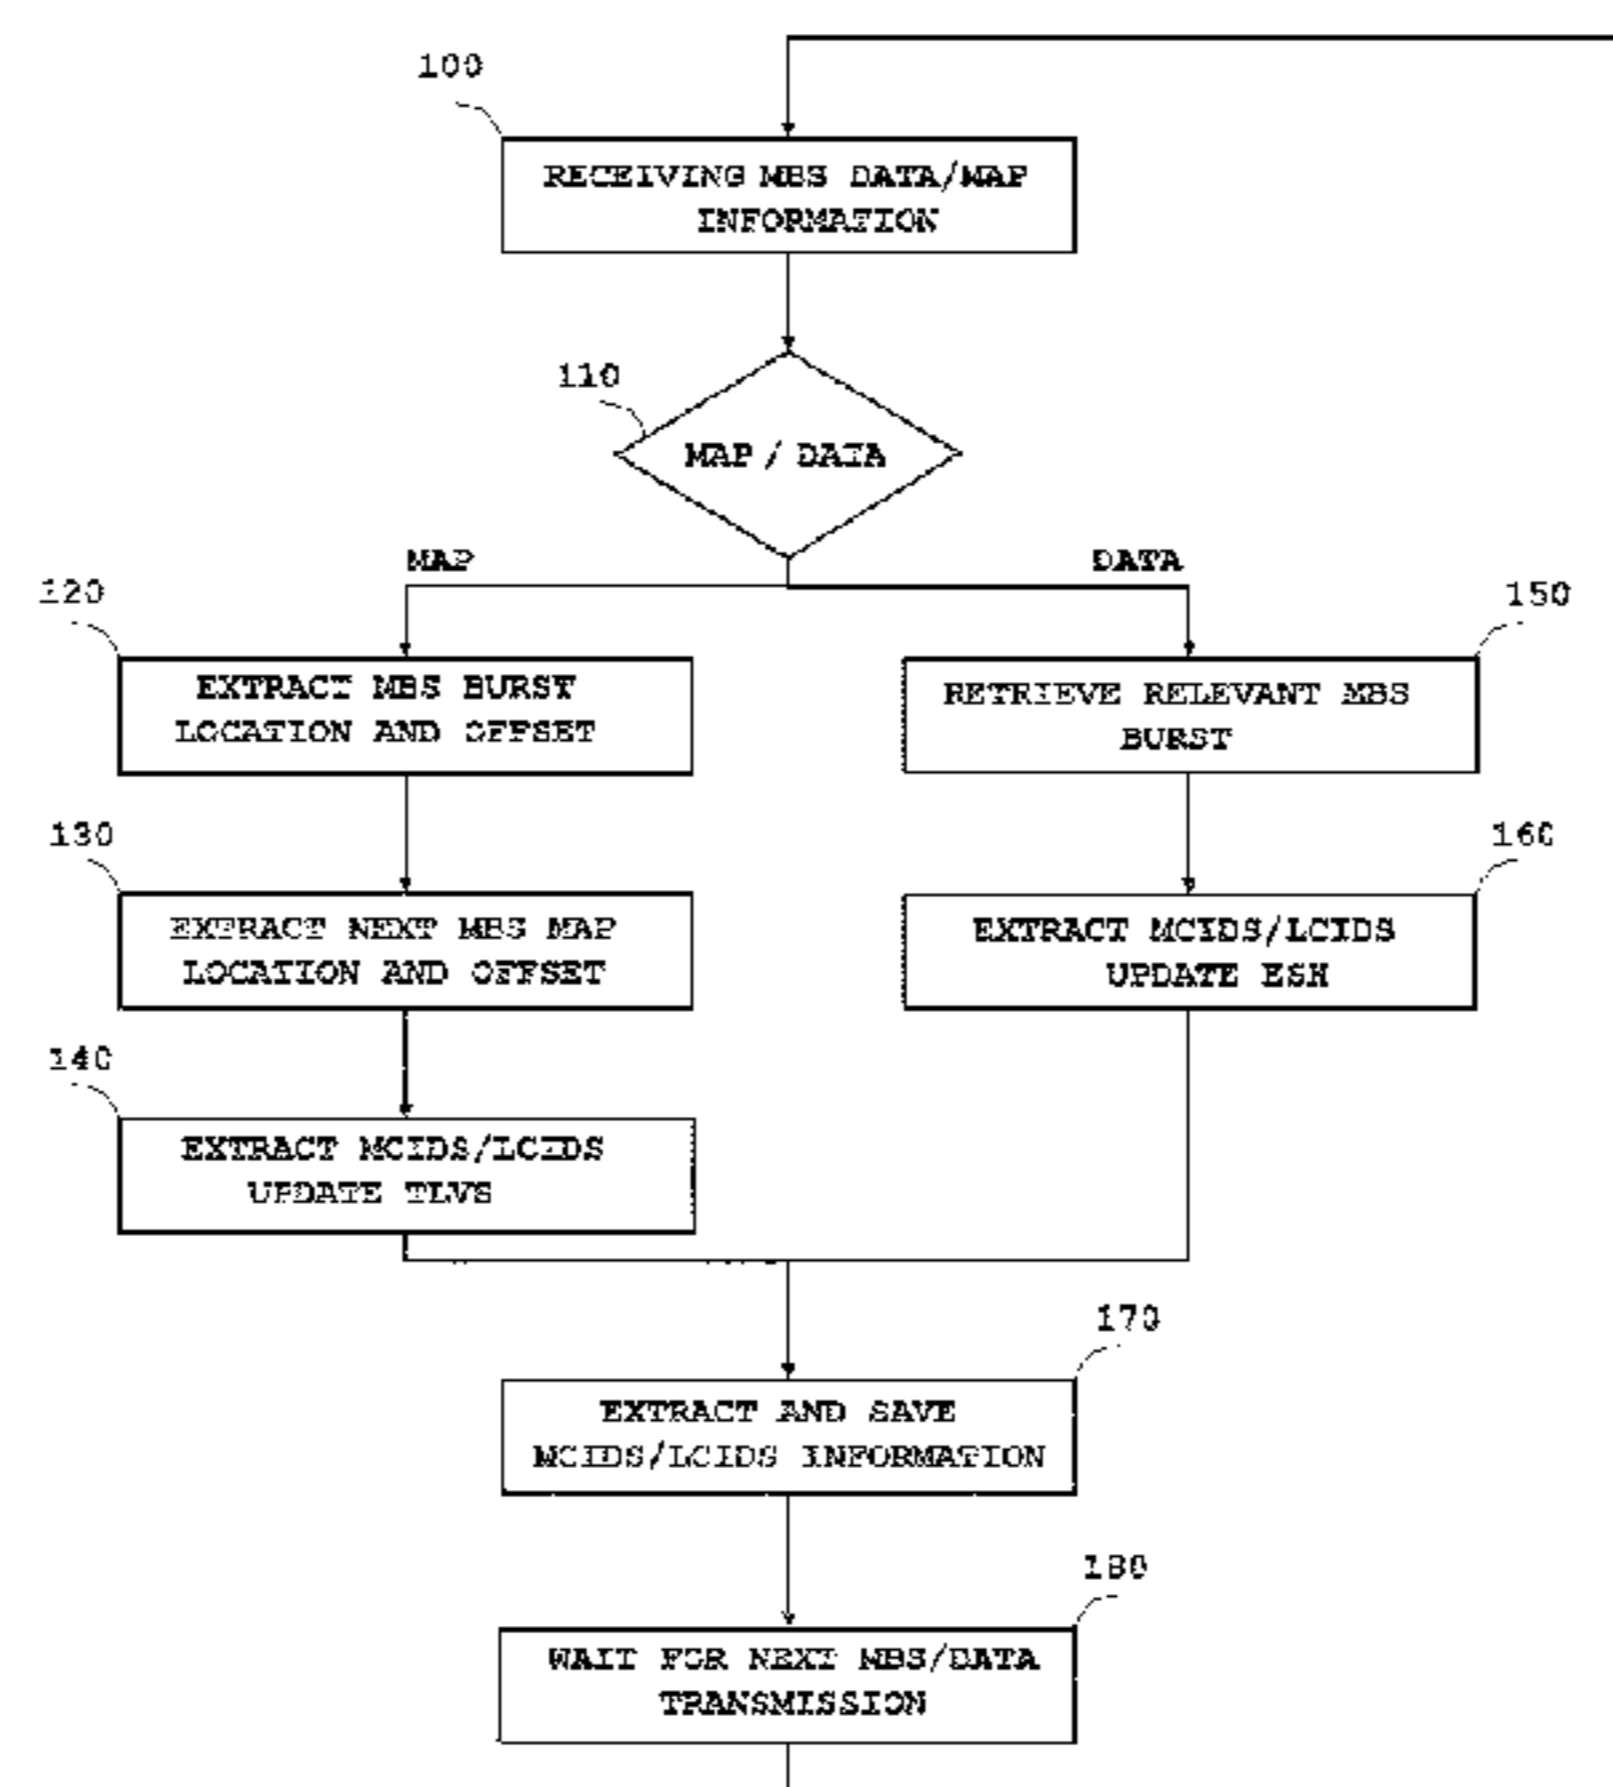 100
RECEIVING MBS DATA/MAP
INFORMATION
110
MAP / DATA
MAP
DATA
120
EXTRACT MBS BURST
LOCATION AND OFFSET
150
RETRIEVE RELEVANT MBS
BURST
130
EXTRACT NEXT MBS MAP
LOCATION AND OFFSET
160
EXTRACT MCIDS/LCIDS
UPDATE ESH
140
EXTRACT MCIDS/LCIDS
UPDATE TLVS
170
EXTRACT AND SAVE
MCIDS/LCIDS INFORMATION
180
WAIT FOR NEXT MBS/DATA
TRANSMISSION